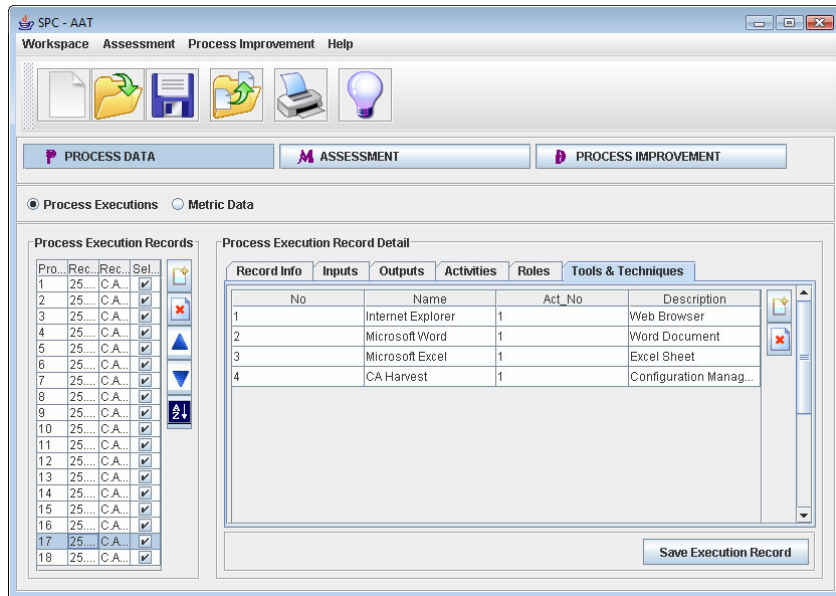 SPC - AAT
Workspace Assessment Process Improvement Help
P PROCESS DATA M ASSESSMENT PROCESS IMPROVEMENT
Process Executions Metric Data
Process Execution Records
Pro... Rec... Rec... Sel...
1 25.... C.A...
2 25.... C.A...
3 25.... C.A...
4 25.... C.A...
5 25.... C.A...
6 25.... C.A...
7 25.... C.A...
8 25.... C.A...
9 25.... C.A...
10 25.... C.A...
11 25.... C.A...
12 25.... C.A...
13 25.... C.A...
14 25.... C.A...
15 25.... C.A...
16 25.... C.A...
17 25.... C.A...
18 25.... C.A...
A
Z
Process Execution Record Detail
Record Info Inputs Outputs Activities Roles Tools & Techniques
No Name Act_No Description
1 Internet Explorer 1 Web Browser
2 Microsoft Word 1 Word Document
3 Microsoft Excel 1 Excel Sheet
4 CA Harvest 1 Configuration Manag...
Save Execution Record